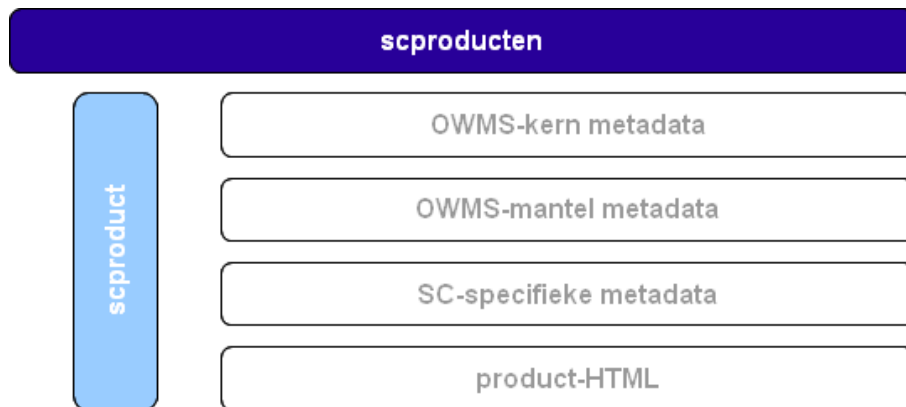 scproducten
scproduct
OWMS-kern metadata
OWMS-mantel metadata
SC-specifieke metadata
product-HTML